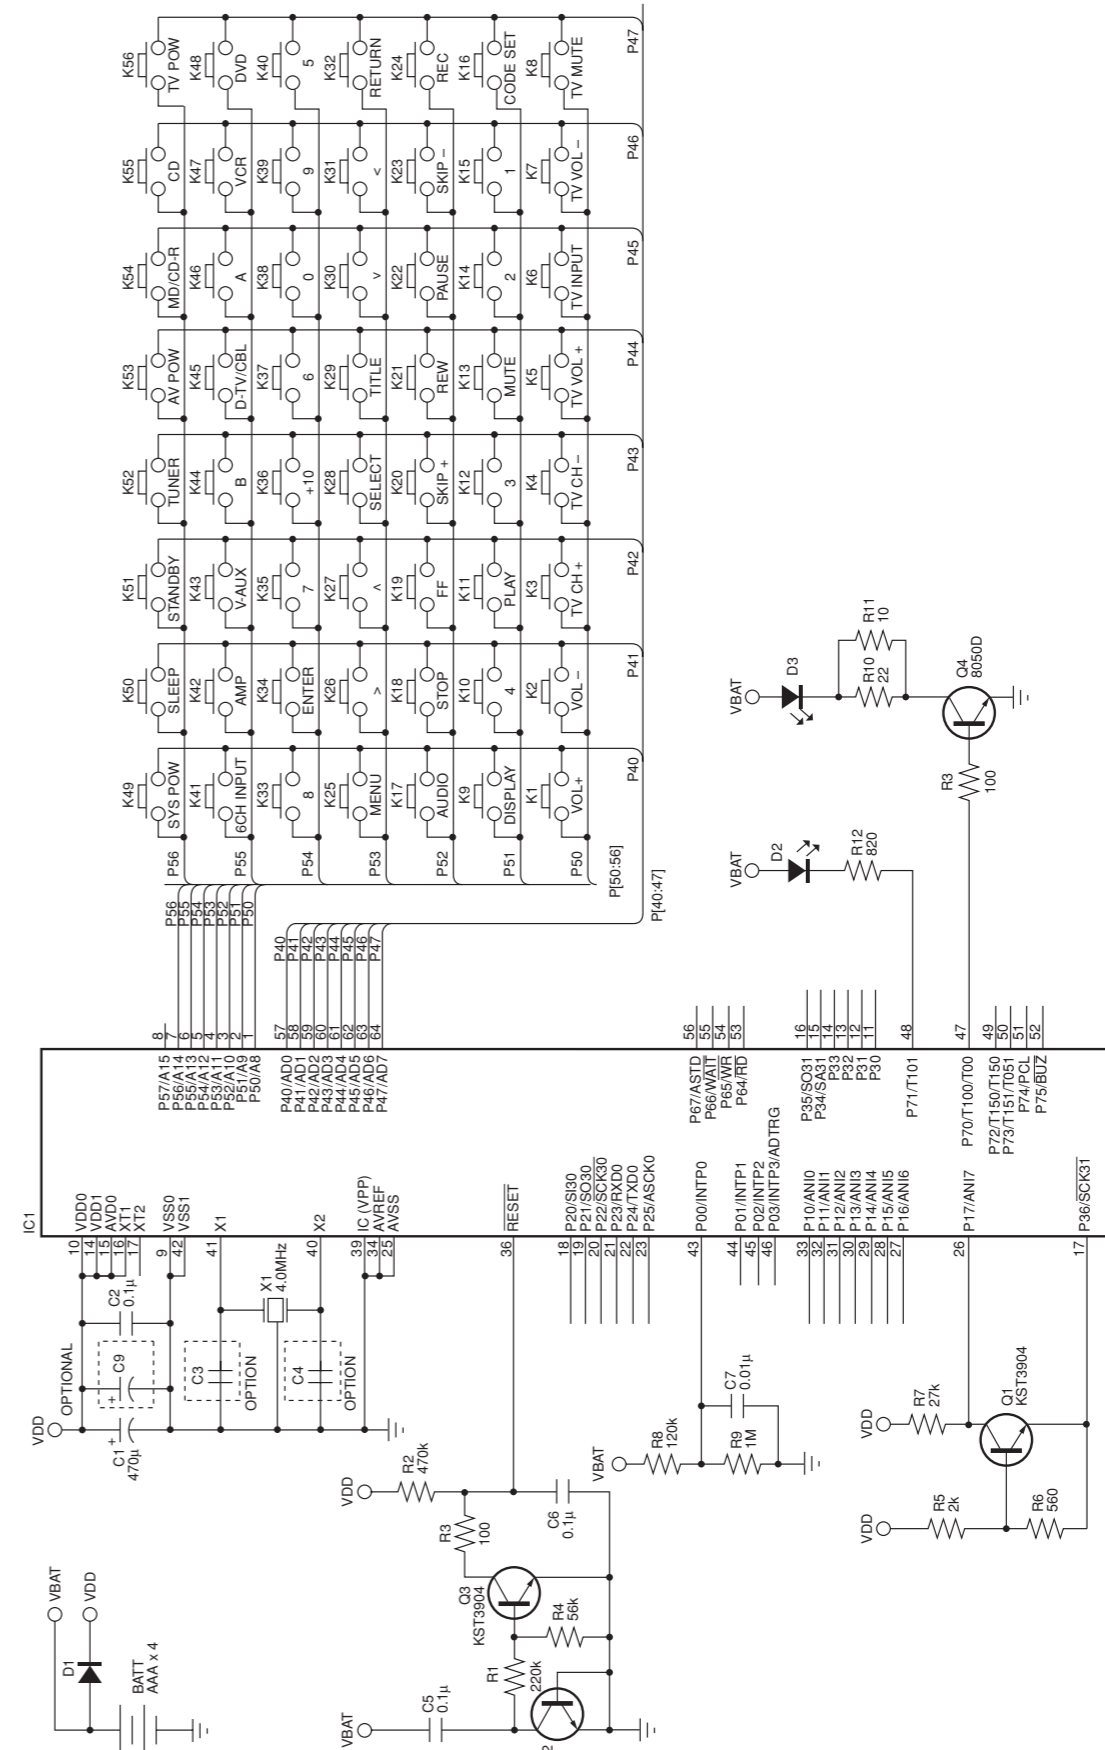 K56
TV POW
K48
DVD
K40
5
K32
RETURN
K24
REC
K16
CODE SET
K8
TV MUTE
P47
K55
CD
K47
VCR
K39
9
K31
<
K23
SKIP −
K15
1
K7
TV VOL −
P46
K54
MD/CD-R
K46
A
K38
0
K30
v
K22
PAUSE
K14
2
K6
TV INPUT
P45
K53
AV POW
K45
D-TV/CBL
K37
6
K29
TITLE
K21
REW
K13
MUTE
K5
TV VOL +
P44
K52
TUNER
K44
B
K36
+10
K28
SELECT
K20
SKIP +
K12
3
K4
TV CH −
P43
K51
STANDBY
K43
V-AUX
K35
7
K27
^
K19
FF
K11
PLAY
K3
TV CH +
P42
K50
SLEEP
K42
AMP
K34
ENTER
K26
>
K18
STOP
K10
4
K2
VOL −
P41
K49
SYS POW
K41
6CH INPUT
K33
8
K25
MENU
K17
AUDIO
K9
DISPLAY
K1
VOL+
P40
P56
P55
P54
P53
P52
P51
P50
P[50:56]
P[40:47]
P56
P55
P54
P53
P52
P51
P50
P40
P41
P42
P43
P44
P45
P46
P47
8
7
6
5
4
3
2
1
57
58
59
60
61
62
63
64
56
55
54
53
16
15
14
13
12
11
48
47
49
50
51
52
P57/A15
P56/A14
P55/A13
P54/A12
P53/A11
P52/A10
P51/A9
P50/A8
P40/AD0
P41/AD1
P42/AD2
P43/AD3
P44/AD4
P45/AD5
P46/AD6
P47/AD7
P67/ASTD
P66/WAIT
P65/WR
P64/RD
P35/SO31
P34/SA31
P33
P32
P31
P30
P71/T101
P70/T100/T00
P72/T150/T150
P73/T151/T051
P74/PCL
P75/BUZ
VBAT
D3
R10
22
R11
10
Q4
8050D
R3
100
VBAT
D2
R12
820
IC1
VDD0
VDD1
AVD0
XT1
XT2
VSS0
VSS1
X1
X2
IC (VPP)
AVREF
AVSS
RESET
P20/SI30
P21/SO30
P22/SCK30
P23/RXD0
P24/TXD0
P25/ASCK0
P00/INTP0
P01/INTP1
P02/INTP2
P03/INTP3/ADTRG
P10/ANI0
P11/ANI1
P12/ANI2
P13/ANI3
P14/ANI4
P15/ANI5
P16/ANI6
P17/ANI7
P36/SCK31
10
14
15
16
17
9
42
41
40
39
34
25
36
18
19
20
21
22
23
43
44
45
46
33
32
31
30
29
28
27
26
17
VDD
OPTIONAL
C1
470µ
+
C9
+
C2
0.1µ
C3
OPTION
X1
4.0MHz
C4
OPTION
VDD
R2
470k
R3
100
C6
0.1µ
Q3
KST3904
R4
56k
R1
220k
VBAT
C5
0.1µ
VBAT
R8
120k
R9
1M
C7
0.01µ
VDD
R7
27k
Q1
KST3904
VDD
R5
2k
R6
560
VBAT
VDD
D1
BATT
AAA x 4